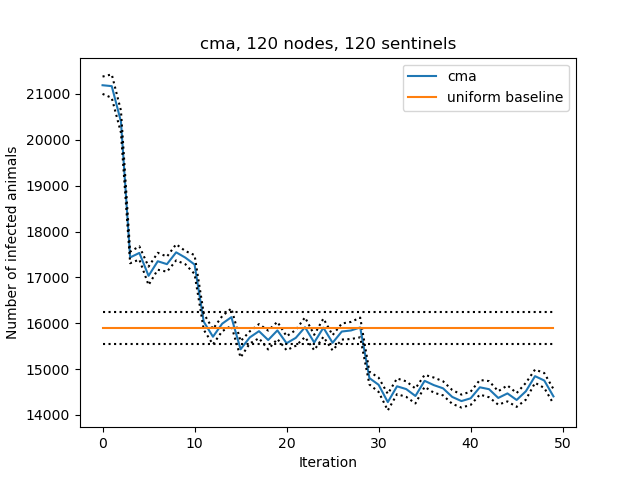 cma, 120 nodes, 120 sentinels
cma
uniform baseline
21000
20000
19000
18000
17000
16000
15000
14000
Number of infected animals
0 10 20 30 40 50
Iteration